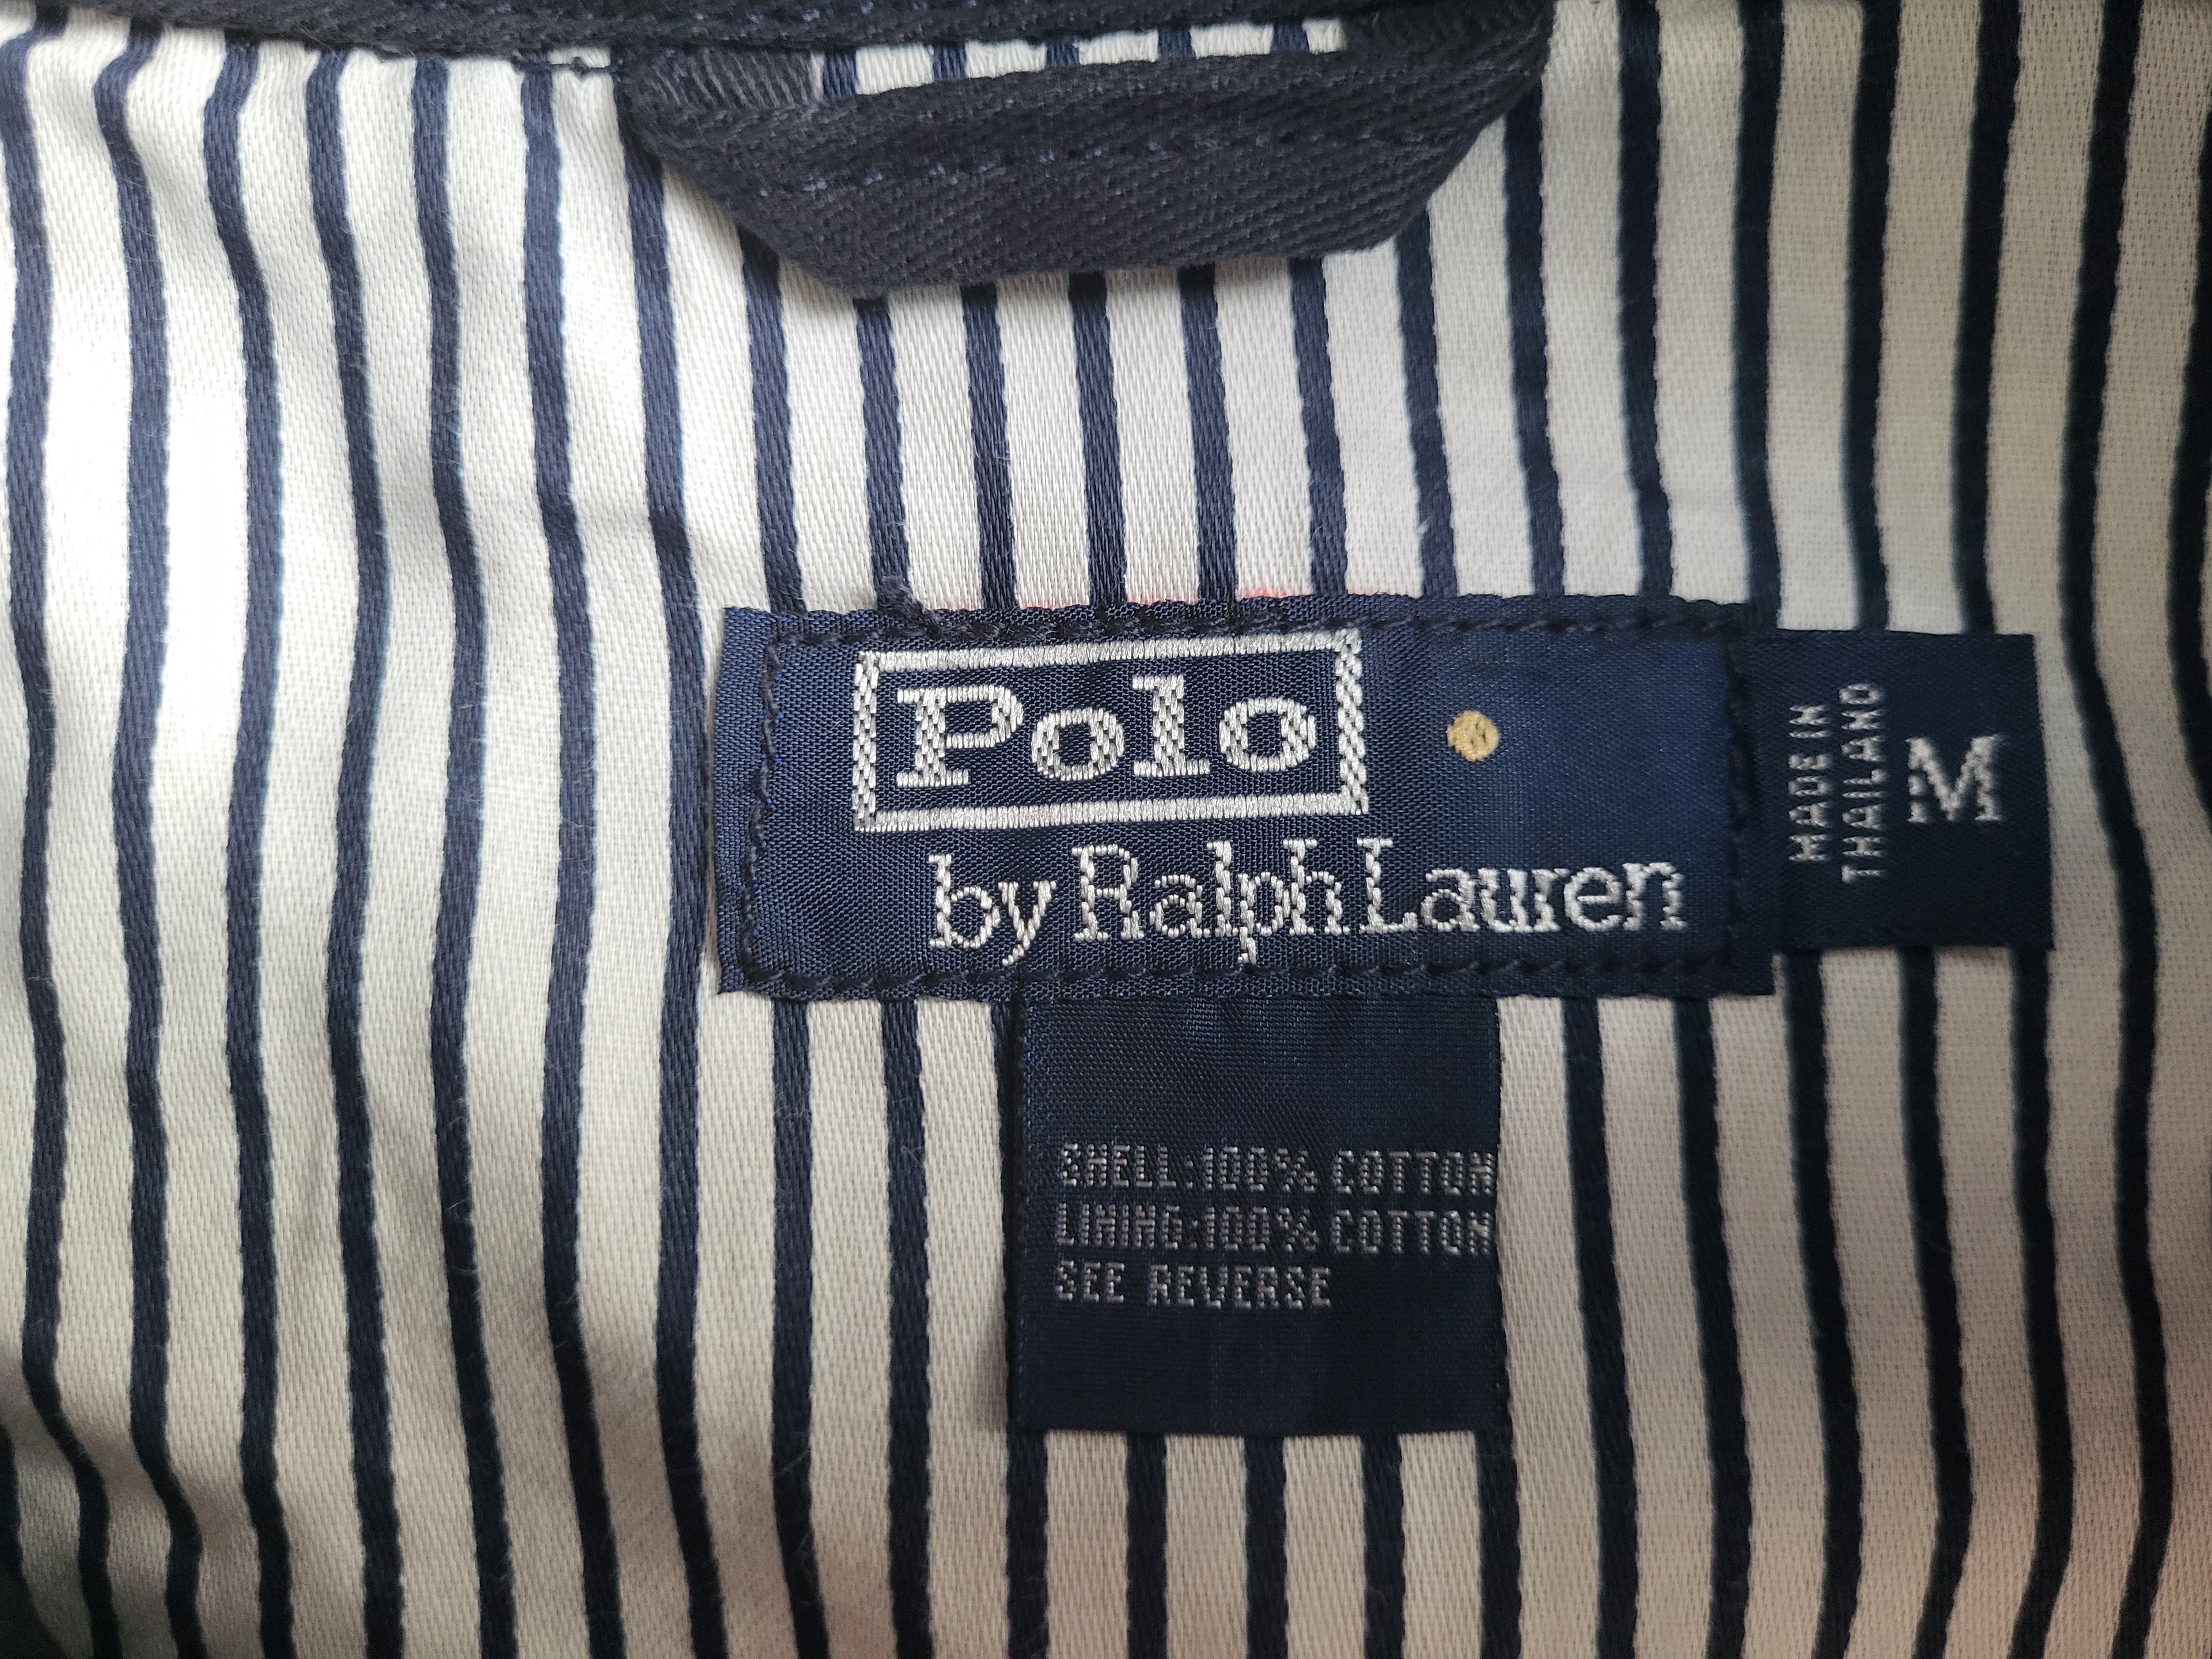 Polo
by Ralph Lauren
MADE IN
THAILAND
M
SHELL:100% COTTON
LINING:100% COTTON
SEE REVERSE